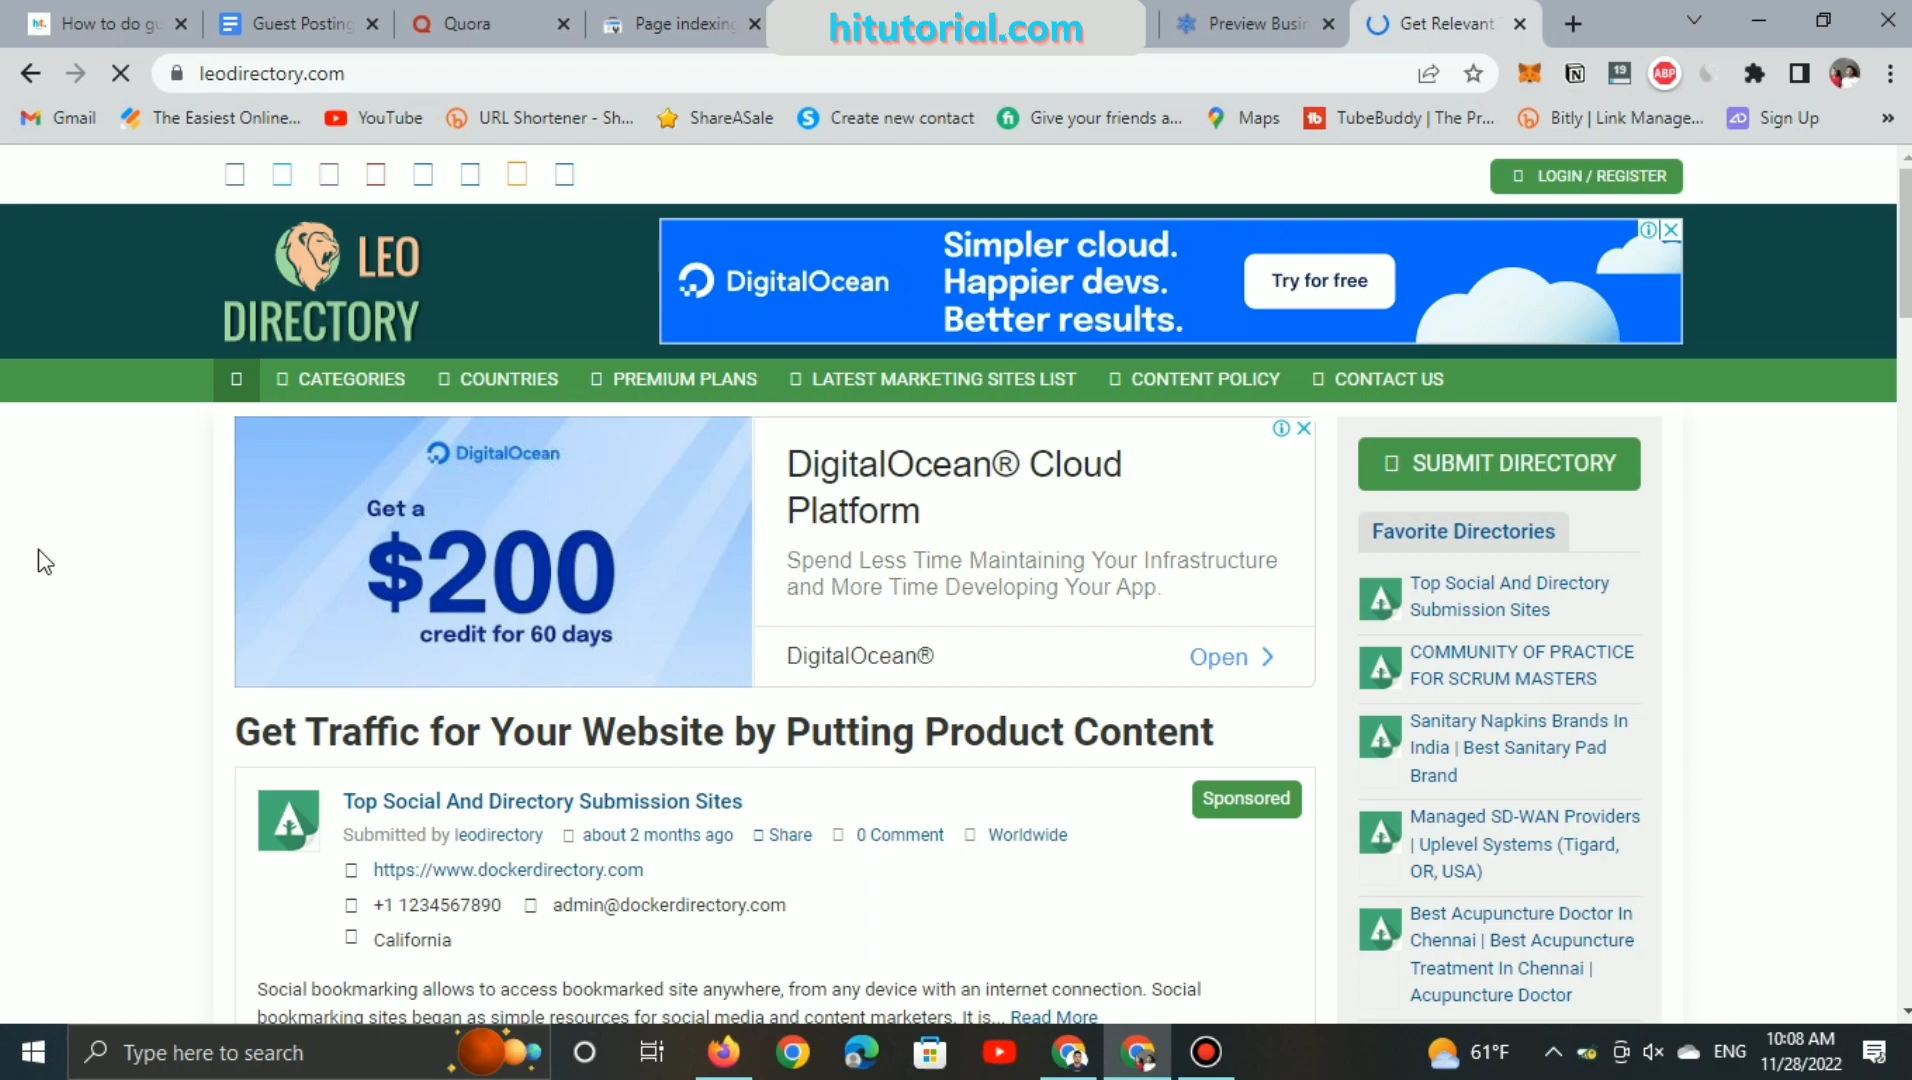 ht. How to do gu
Guest Posting
Quora
Page indexing
hitutorial.com
Preview Busi
Get Relevant
leodirectory.com
19
ABP
Gmail
The Easiest Online...
YouTube
URL Shortener - Sh...
ShareASale
Create new contact
Give your friends a...
Maps
TubeBuddy | The Pr...
Bitly | Link Manage...
Sign Up
»
LOGIN / REGISTER
LEO
DIRECTORY
DigitalOcean
Simpler cloud.
Happier devs.
Better results.
Try for free
CATEGORIES
COUNTRIES
PREMIUM PLANS
LATEST MARKETING SITES LIST
CONTENT POLICY
CONTACT US
DigitalOcean
Get a
$200
credit for 60 days
DigitalOcean® Cloud
Platform
Spend Less Time Maintaining Your Infrastructure
and More Time Developing Your App.
DigitalOcean®
Open
SUBMIT DIRECTORY
Favorite Directories
Top Social And Directory
Submission Sites
COMMUNITY OF PRACTICE
FOR SCRUM MASTERS
Sanitary Napkins Brands In
India | Best Sanitary Pad
Brand
Managed SD-WAN Providers
| Uplevel Systems (Tigard,
OR, USA)
Best Acupuncture Doctor In
Chennai | Best Acupuncture
Treatment In Chennai |
Acupuncture Doctor
Get Traffic for Your Website by Putting Product Content
Top Social And Directory Submission Sites
Sponsored
Submitted by leodirectory about 2 months ago Share 0 Comment Worldwide
https://www.dockerdirectory.com
+1 1234567890 admin@dockerdirectory.com
California
Social bookmarking allows to access bookmarked site anywhere, from any device with an internet connection. Social
bookmarking sites began as simple resources for social media and content marketers. It is... Read More
Type here to search
61°F
ENG
10:08 AM
11/28/2022